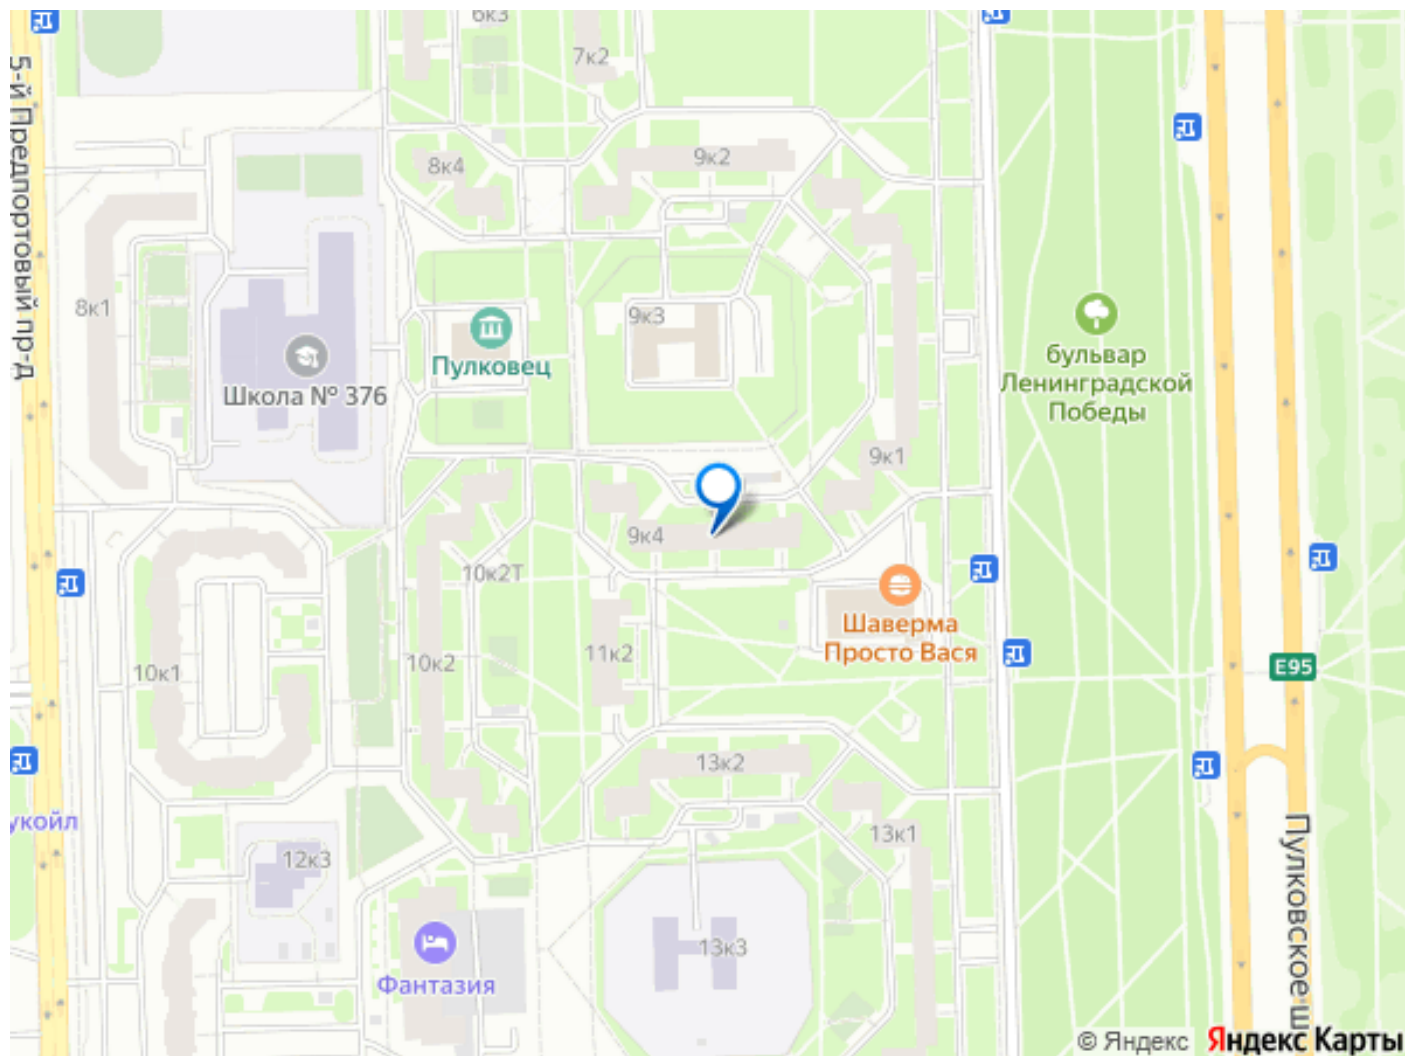 6к3
7к2
5-й Предпортовый пр-д
8к4
9к2
8к1
9к3
Пулковец
Школа № 376
бульвар
Ленинградской
Победы
9к1
9к4
10к2Т
Шаверма
Просто Вася
11к2
10к2
10к1
E95
13к2
укойл
13к1
12к3
13к3
Фантазия
Пулковское ш
© Яндекс
Яндекс Карты